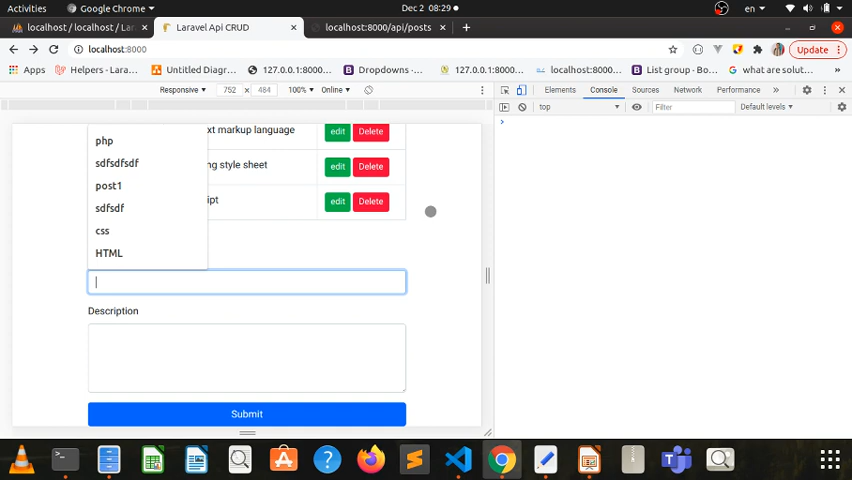 Activities Google Chrome Dec 2 08:29 en
localhost / localhost / La Laravel Api CRUD localhost:8000/api/posts
localhost:8000 Update
Apps Helpers - Lara... Untitled Diagr... 127.0.0.1:8000... Dropdowns -... 127.0.0.1:8000... localhost:8000... List group - Bo... what are solut...
Responsive 752 484 100% Online Elements Console Sources Network Performance
top Filter Default levels
php xt markup language edit Delete
sdfsdfsdf ng style sheet edit Delete
post1
sdfsdf ipt edit Delete
css
HTML
Description
Submit